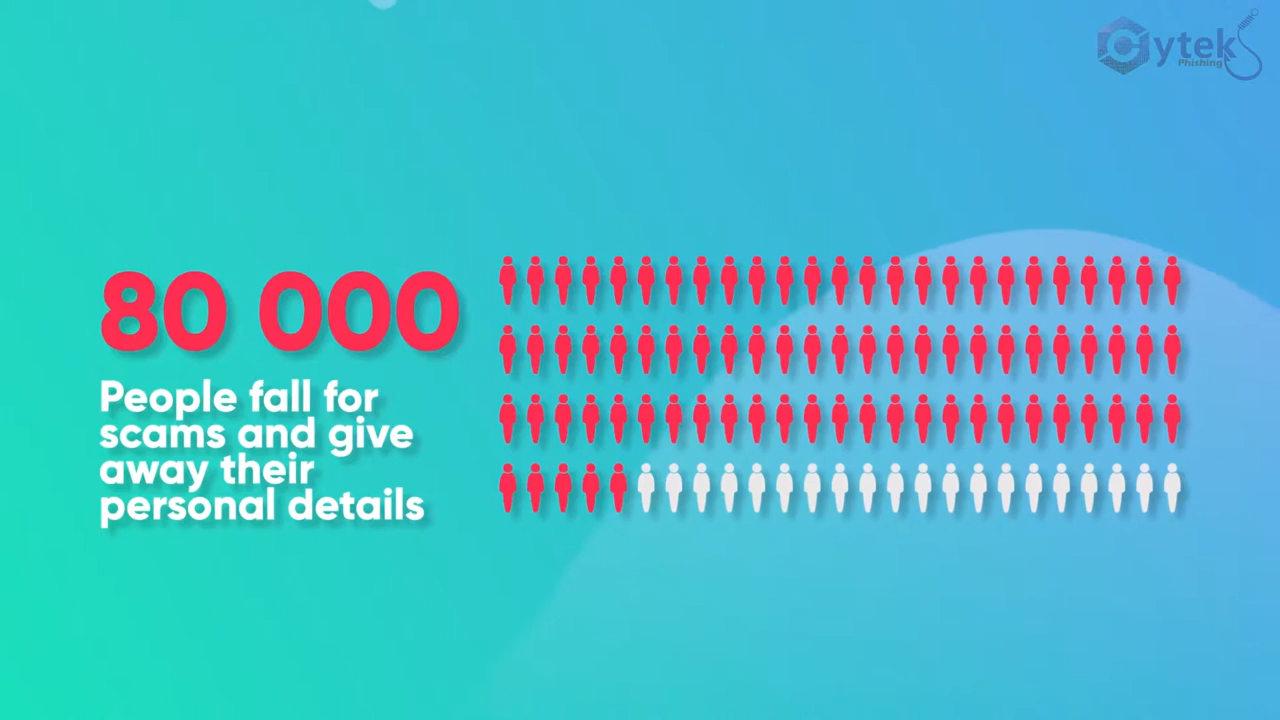 Cytek
Phishing
80 000
People fall for
scams and give
away their
personal details